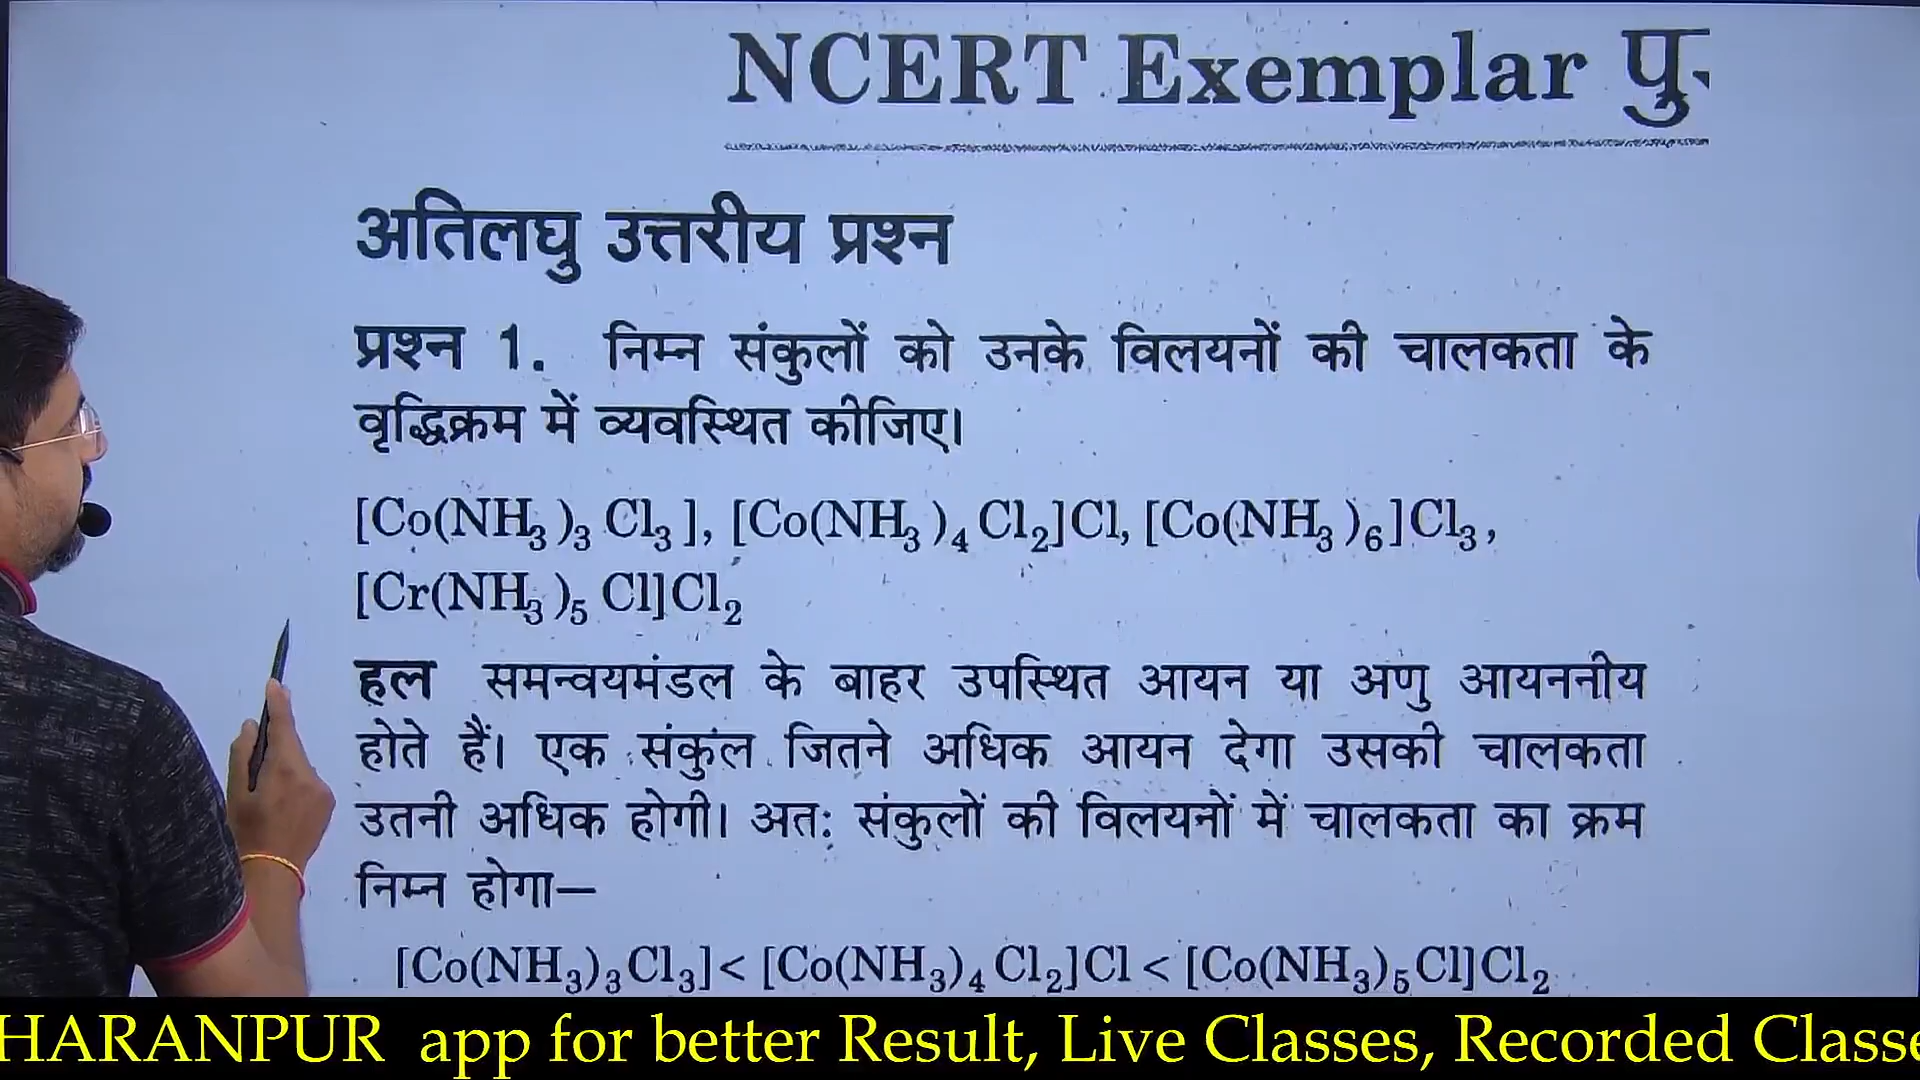 NCERT Exemplar पु
अतिलघु उत्तरीय प्रश्न
प्रश्न 1. निम्न संकुलों को उनके विलयनों की चालकता के
वृद्धिक्रम में व्यवस्थित कीजिए।
[Co(NH₃)₃Cl₃], [Co(NH₃)₄Cl₂]Cl, [Co(NH₃)₆]Cl₃,
[Cr(NH₃)₅Cl]Cl₂
हल समन्वयमंडल के बाहर उपस्थित आयन या अणु आयननीय
होते हैं। एक संकुल जितने अधिक आयन देगा उसकी चालकता
उतनी अधिक होगी। अतः संकुलों की विलयनों में चालकता का क्रम
निम्न होगा—
[Co(NH₃)₃Cl₃] < [Co(NH₃)₄Cl₂]Cl < [Co(NH₃)₅Cl]Cl₂
HARANPUR app for better Result, Live Classes, Recorded Classe